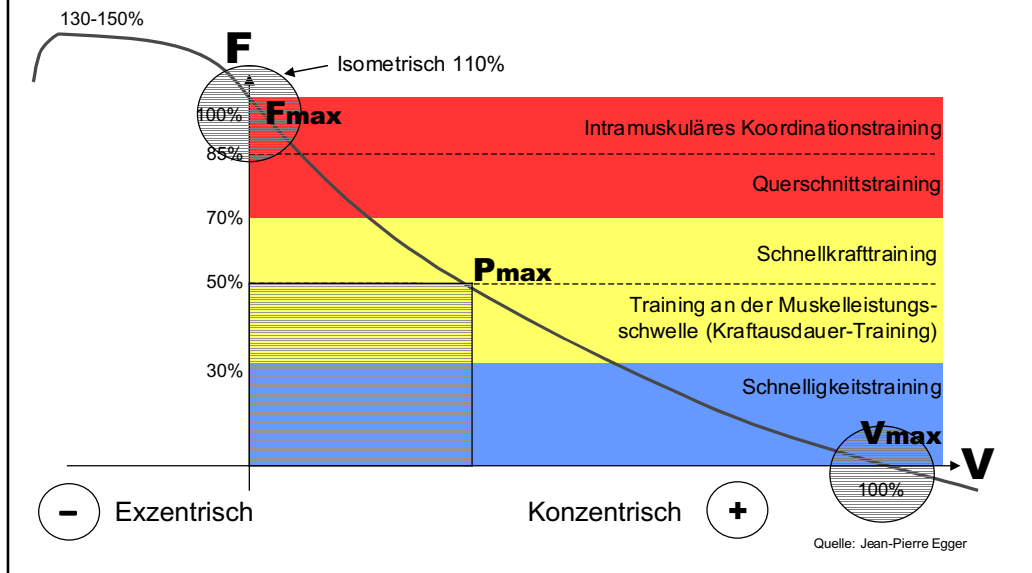 130-150%
F
Isometrisch 110%
100%
Fmax
Intramuskuläres Koordinationstraining
85%
Querschnittstraining
70%
Schnellkrafttraining
Pmax
50%
Training an der Muskelleistungs-
schwelle (Kraftausdauer-Training)
30%
Schnelligkeitstraining
Vmax
V
100%
- Exzentrisch
Konzentrisch +
Quelle: Jean-Pierre Egger